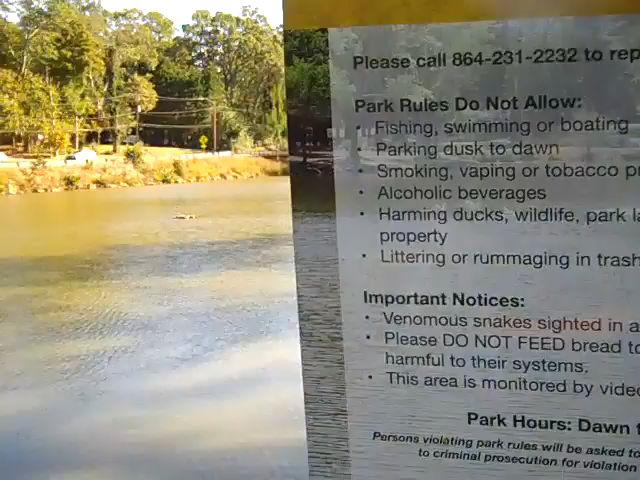 Please call 864-231-2232 to rep
Park Rules Do Not Allow:
• Fishing, swimming or boating
• Parking dusk to dawn
• Smoking, vaping or tobacco pr
• Alcoholic beverages
• Harming ducks, wildlife, park la
property
• Littering or rummaging in trash
Important Notices:
• Venomous snakes sighted in a
• Please DO NOT FEED bread to
harmful to their systems.
• This area is monitored by video
Park Hours: Dawn t
Persons violating park rules will be asked to
to criminal prosecution for violation